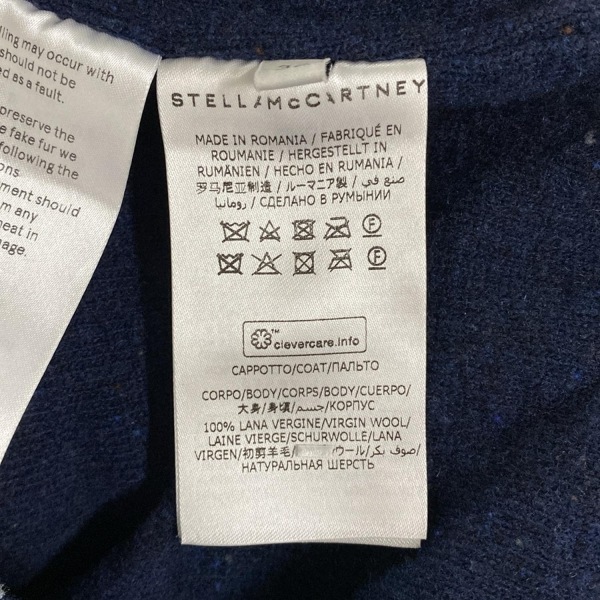 lling may occur with
should not be
ed as a fault.
preserve the
e fake fur we
following the
ons.
ment should
m any
heat in
nage.
STELLA McCARTNEY
MADE IN ROMANIA / FABRIQUÉ EN
ROUMANIE / HERGESTELLT IN
RUMÄNIEN / HECHO EN RUMANIA /
罗马尼亚制造 / ルーマニア製 / صنع في
رومانيا / СДЕЛАНО В РУМЫНИИ
F
F
™ clevercare.info
CAPPOTTO/COAT/ПАЛЬТО
CORPO/BODY/CORPS/BODY/CUERPO/
大身/身頃/جسم/КОРПУС
100% LANA VERGINE/VIRGIN WOOL/
LAINE VIERGE/SCHURWOLLE/LANA
VIRGEN/初剪羊毛/ウール/صوف بكر/
НАТУРАЛЬНАЯ ШЕРСТЬ